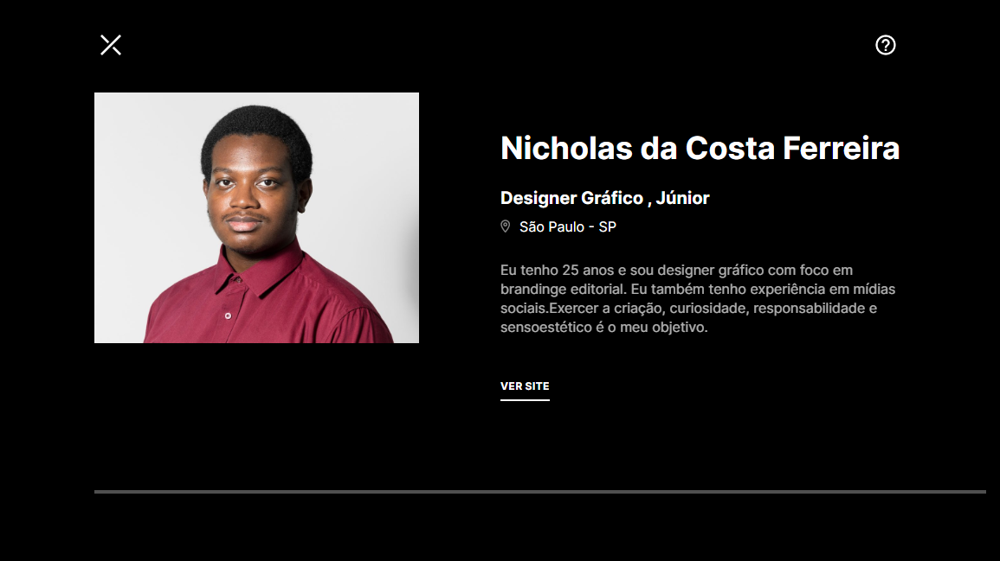 Nicholas da Costa Ferreira
Designer Gráfico , Júnior
São Paulo - SP
Eu tenho 25 anos e sou designer gráfico com foco em
brandinge editorial. Eu também tenho experiência em mídias
sociais.Exercer a criação, curiosidade, responsabilidade e
sensoestético é o meu objetivo.
VER SITE